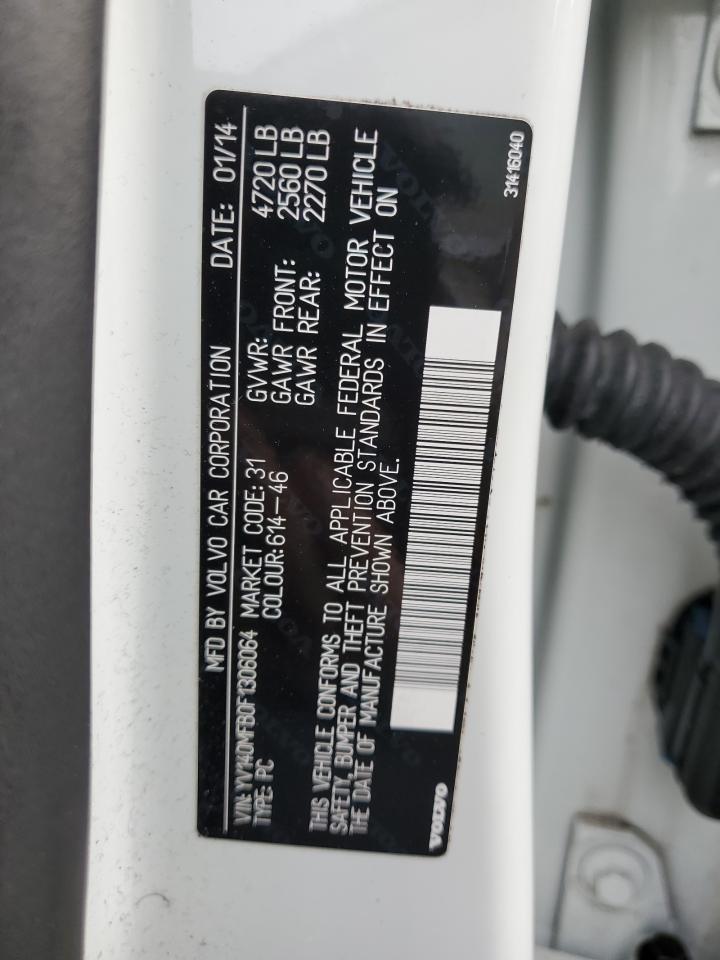 MFD BY VOLVO CAR CORPORATION DATE: 01/14
VIN: YV140MFB0F1306064 MARKET CODE: 31 GVWR: 4720 LB
TYPE: PC COLOUR: 614-46 GAWR FRONT: 2560 LB
GAWR REAR: 2270 LB
THIS VEHICLE CONFORMS TO ALL APPLICABLE FEDERAL MOTOR VEHICLE
SAFETY, BUMPER AND THEFT PREVENTION STANDARDS IN EFFECT ON
THE DATE OF MANUFACTURE SHOWN ABOVE.
VOLVO
31416040